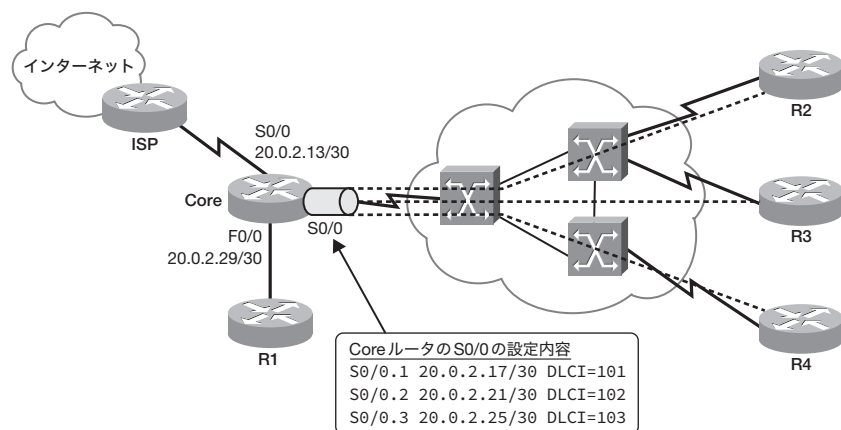 インターネット
ISP
S0/0
20.0.2.13/30
Core
S0/0
F0/0
20.0.2.29/30
R1
R2
R3
R4
CoreルータのS0/0の設定内容
S0/0.1 20.0.2.17/30 DLCI=101
S0/0.2 20.0.2.21/30 DLCI=102
S0/0.3 20.0.2.25/30 DLCI=103